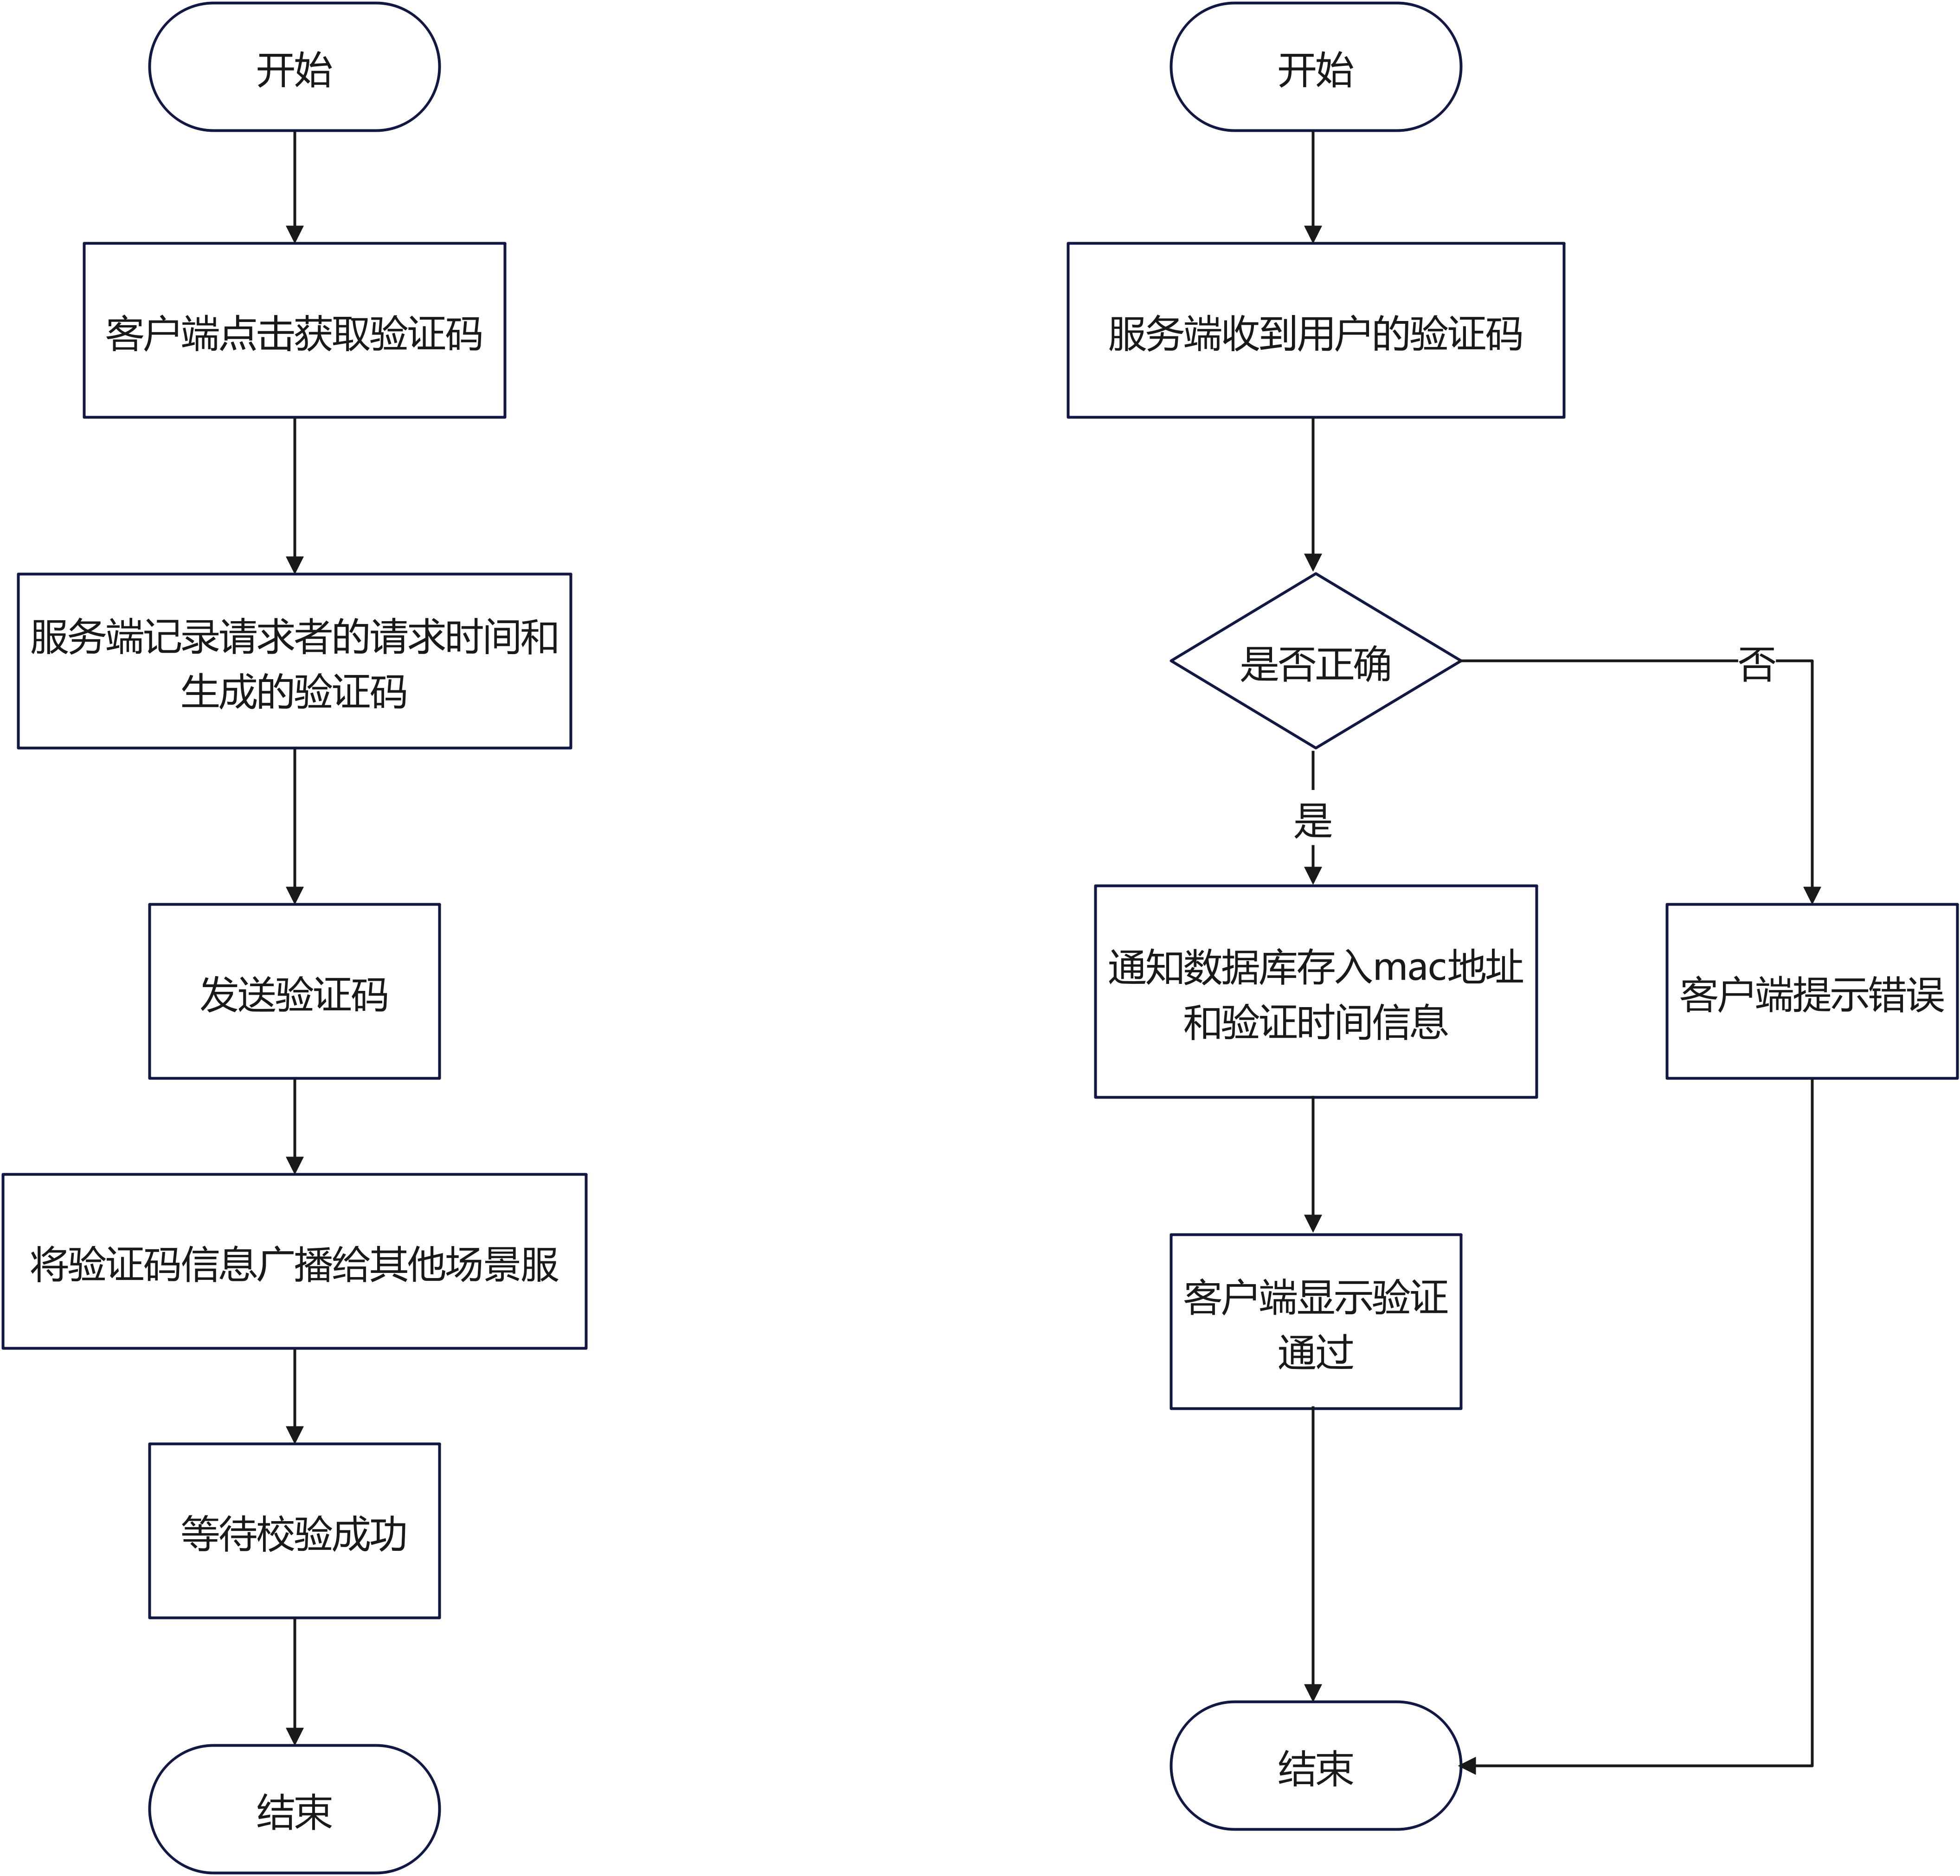 开始
客户端点击获取验证码
服务端记录请求者的请求时间和
生成的验证码
发送验证码
将验证码信息广播给其他场景服
等待校验成功
结束
开始
服务端收到用户的验证码
是否正确
否
是
通知数据库存入mac地址
和验证时间信息
客户端提示错误
客户端显示验证
通过
结束